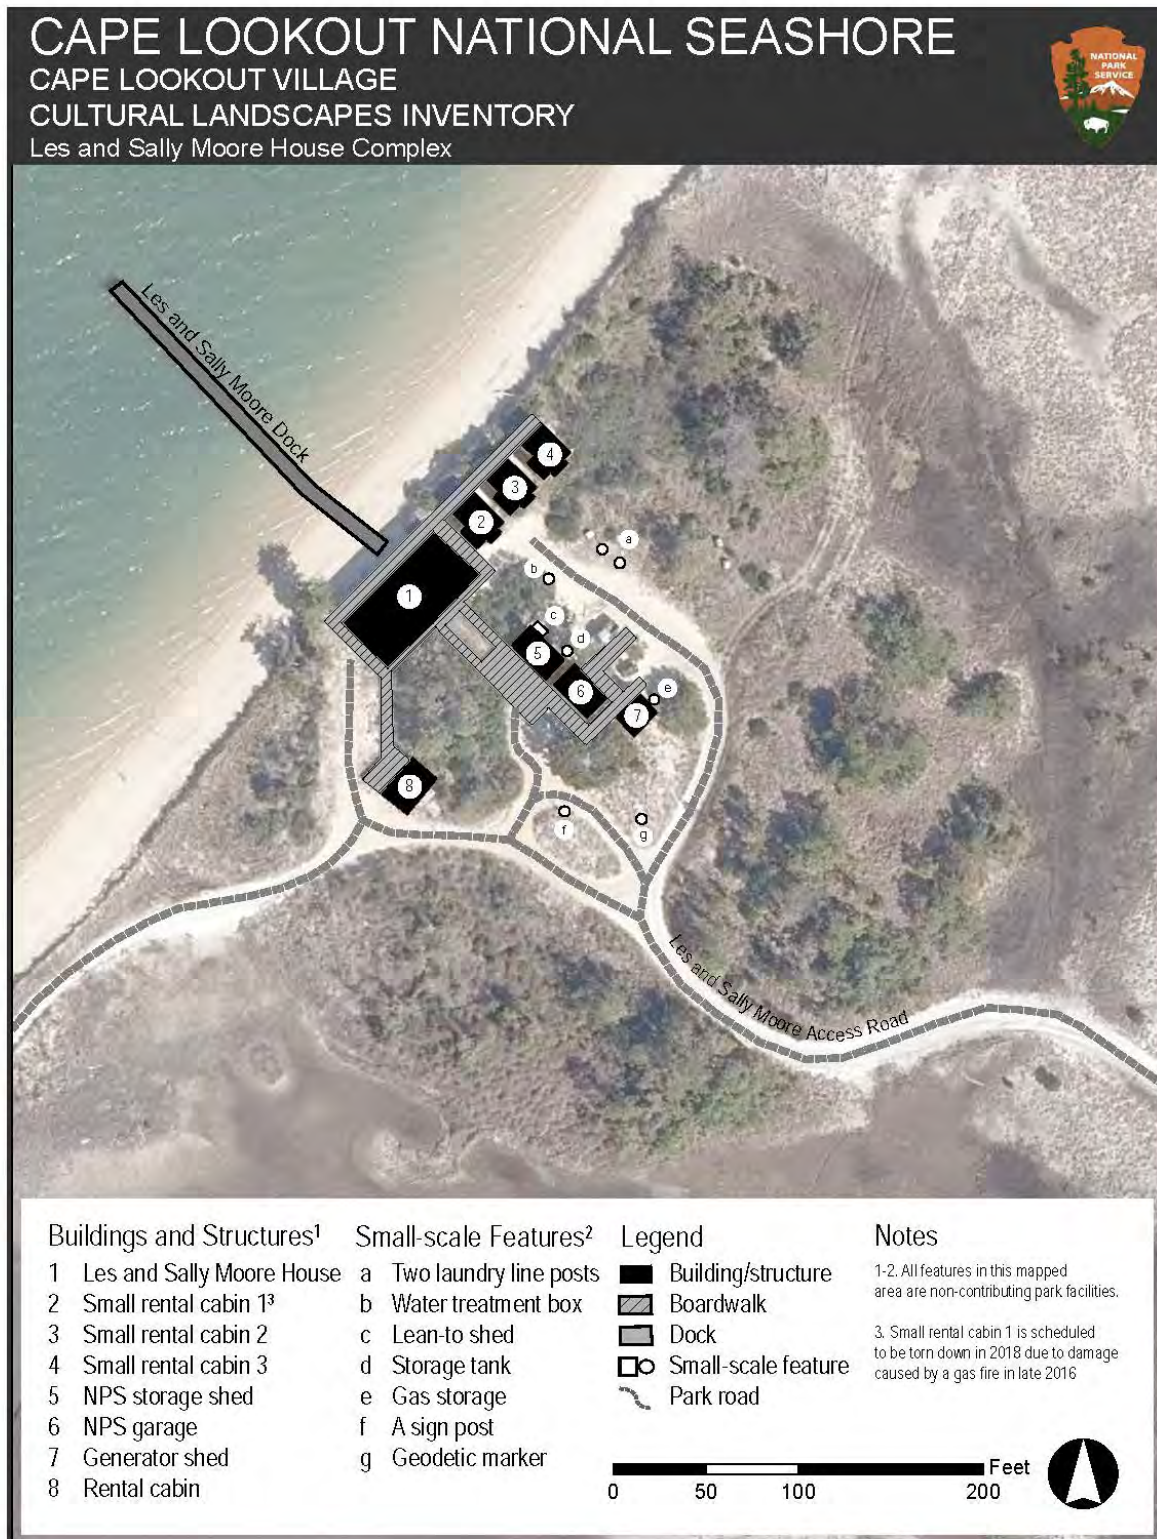 CAPE LOOKOUT NATIONAL SEASHORE
CAPE LOOKOUT VILLAGE
CULTURAL LANDSCAPES INVENTORY
Les and Sally Moore House Complex
NATIONAL
PARK
SERVICE
Les and Sally Moore Dock
4
3
2
a
b
1
c
d
5
6
e
7
8
f
g
Les and Sally Moore Access Road
Buildings and Structures¹
1 Les and Sally Moore House
2 Small rental cabin 1³
3 Small rental cabin 2
4 Small rental cabin 3
5 NPS storage shed
6 NPS garage
7 Generator shed
8 Rental cabin
Small-scale Features²
a Two laundry line posts
b Water treatment box
c Lean-to shed
d Storage tank
e Gas storage
f A sign post
g Geodetic marker
Legend
Building/structure
Boardwalk
Dock
Small-scale feature
Park road
Notes
1-2. All features in this mapped
area are non-contributing park facilities.
3. Small rental cabin 1 is scheduled
to be torn down in 2018 due to damage
caused by a gas fire in late 2016
Feet
0 50 100 200